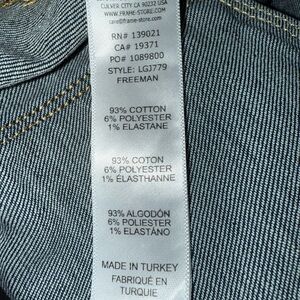 CULVER CITY CA 90232 USA
WWW.FRAME-STORE.COM
care@frame-store.com
RN# 139021
CA# 19371
PO# 1089800
STYLE: LGJ779
FREEMAN
93% COTTON
6% POLYESTER
1% ELASTANE
93% COTON
6% POLYESTER
1% ÉLASTHANNE
93% ALGODÓN
6% POLIESTER
1% ELASTÁNO
MADE IN TURKEY
FABRIQUÉ EN
TURQUIE